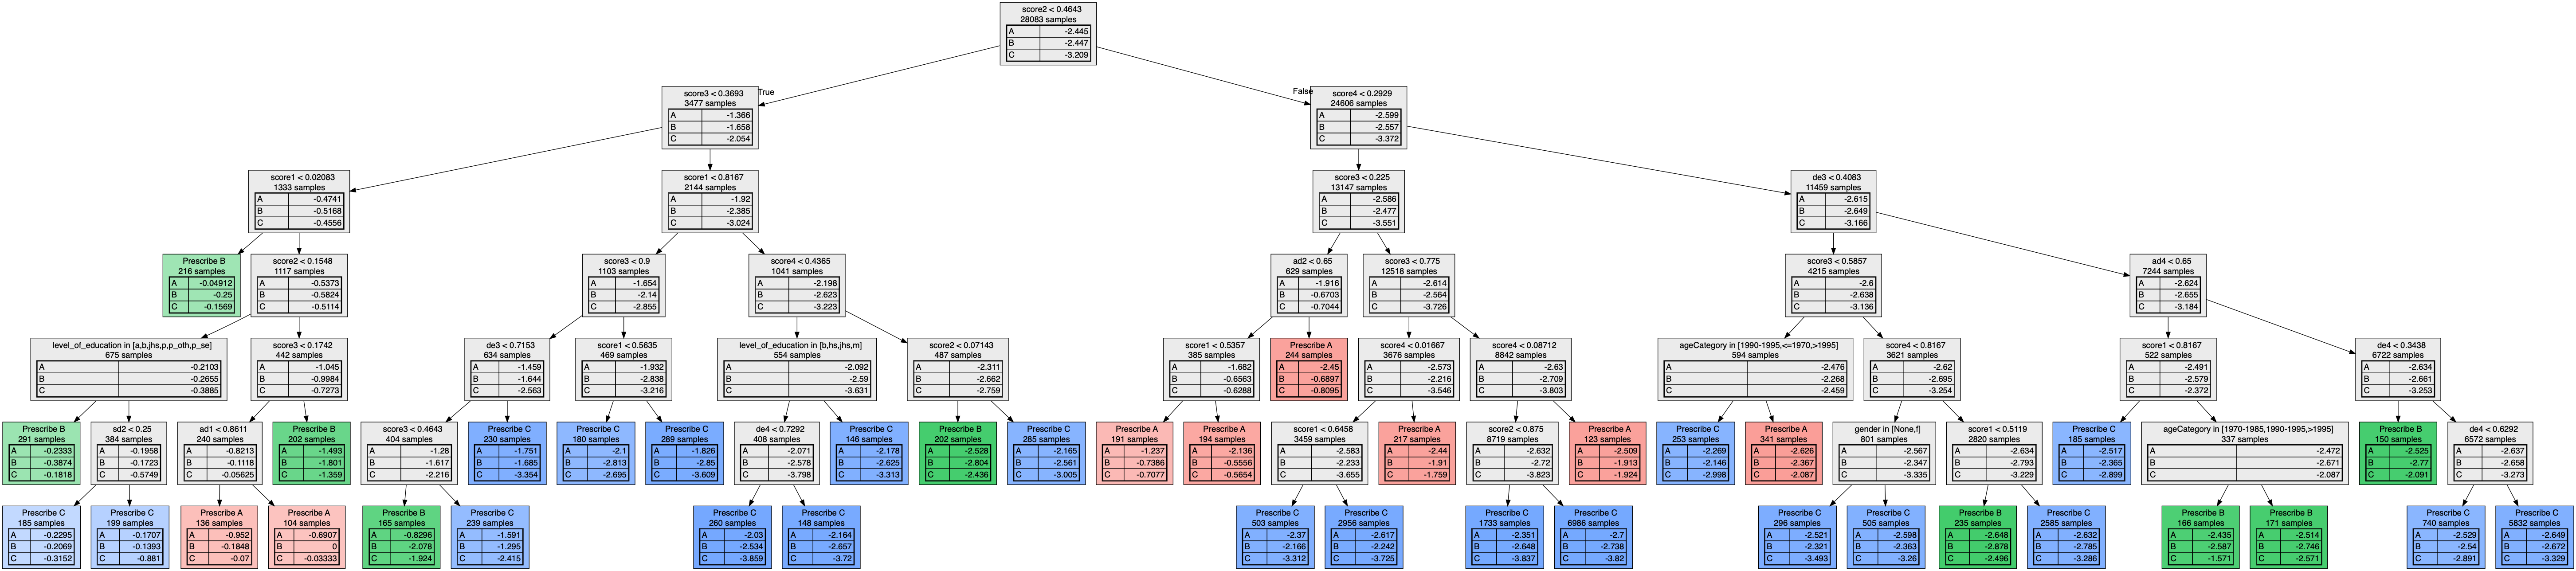 score2 < 0.4643
28083 samples
A -2.445
B -2.447
C -3.209
True
False
score3 < 0.3693
3477 samples
A -1.366
B -1.658
C -2.054
score4 < 0.2929
24606 samples
A -2.599
B -2.557
C -3.372
score1 < 0.02083
1333 samples
A -0.4741
B -0.5168
C -0.4556
score1 < 0.8167
2144 samples
A -1.92
B -2.385
C -3.024
score3 < 0.225
13147 samples
A -2.586
B -2.477
C -3.551
de3 < 0.4083
11459 samples
A -2.615
B -2.649
C -3.166
Prescribe B
216 samples
A -0.04912
B -0.25
C -0.1569
score2 < 0.1548
1117 samples
A -0.5373
B -0.5824
C -0.5114
score3 < 0.9
1103 samples
A -1.654
B -2.14
C -2.855
score4 < 0.4365
1041 samples
A -2.198
B -2.623
C -3.223
ad2 < 0.65
629 samples
A -1.916
B -0.6703
C -0.7044
score3 < 0.775
12518 samples
A -2.614
B -2.564
C -3.726
score3 < 0.5857
4215 samples
A -2.6
B -2.638
C -3.136
ad4 < 0.65
7244 samples
A -2.624
B -2.655
C -3.184
level_of_education in [a,b,jhs,p,p_oth,p_se]
675 samples
A -0.2103
B -0.2655
C -0.3885
score3 < 0.1742
442 samples
A -1.045
B -0.9984
C -0.7273
de3 < 0.7153
634 samples
A -1.459
B -1.644
C -2.563
score1 < 0.5635
469 samples
A -1.932
B -2.838
C -3.216
level_of_education in [b,hs,jhs,m]
554 samples
A -2.092
B -2.59
C -3.631
score2 < 0.07143
487 samples
A -2.311
B -2.662
C -2.759
score1 < 0.5357
385 samples
A -1.682
B -0.6563
C -0.6288
Prescribe A
244 samples
A -2.45
B -0.6897
C -0.8095
score4 < 0.01667
3676 samples
A -2.573
B -2.216
C -3.546
score4 < 0.08712
8842 samples
A -2.63
B -2.709
C -3.803
ageCategory in [1990-1995,<=1970,>1995]
594 samples
A -2.476
B -2.268
C -2.459
score4 < 0.8167
3621 samples
A -2.62
B -2.695
C -3.254
score1 < 0.8167
522 samples
A -2.491
B -2.579
C -2.372
de4 < 0.3438
6722 samples
A -2.634
B -2.661
C -3.253
Prescribe B
291 samples
A -0.2333
B -0.3874
C -0.1818
sd2 < 0.25
384 samples
A -0.1958
B -0.1723
C -0.5749
ad1 < 0.8611
240 samples
A -0.8213
B -0.1118
C -0.05625
Prescribe B
202 samples
A -1.493
B -1.801
C -1.359
score3 < 0.4643
404 samples
A -1.28
B -1.617
C -2.216
Prescribe C
230 samples
A -1.751
B -1.685
C -3.354
Prescribe C
180 samples
A -2.1
B -2.813
C -2.695
Prescribe C
289 samples
A -1.826
B -2.85
C -3.609
de4 < 0.7292
408 samples
A -2.071
B -2.578
C -3.798
Prescribe C
146 samples
A -2.178
B -2.625
C -3.313
Prescribe B
202 samples
A -2.528
B -2.804
C -2.436
Prescribe C
285 samples
A -2.165
B -2.561
C -3.005
Prescribe A
191 samples
A -1.237
B -0.7386
C -0.7077
Prescribe A
194 samples
A -2.136
B -0.5556
C -0.5654
score1 < 0.6458
3459 samples
A -2.583
B -2.233
C -3.655
Prescribe A
217 samples
A -2.44
B -1.91
C -1.759
score2 < 0.875
8719 samples
A -2.632
B -2.72
C -3.823
Prescribe A
123 samples
A -2.509
B -1.913
C -1.924
Prescribe C
253 samples
A -2.269
B -2.146
C -2.998
Prescribe A
341 samples
A -2.626
B -2.367
C -2.087
gender in [None,f]
801 samples
A -2.567
B -2.347
C -3.335
score1 < 0.5119
2820 samples
A -2.634
B -2.793
C -3.229
Prescribe C
185 samples
A -2.517
B -2.365
C -2.899
ageCategory in [1970-1985,1990-1995,>1995]
337 samples
A -2.472
B -2.671
C -2.087
Prescribe B
150 samples
A -2.525
B -2.77
C -2.091
de4 < 0.6292
6572 samples
A -2.637
B -2.658
C -3.273
Prescribe C
185 samples
A -0.2295
B -0.2069
C -0.3152
Prescribe C
199 samples
A -0.1707
B -0.1393
C -0.881
Prescribe A
136 samples
A -0.952
B -0.1848
C -0.07
Prescribe A
104 samples
A -0.6907
B 0
C -0.03333
Prescribe B
165 samples
A -0.8296
B -2.078
C -1.924
Prescribe C
239 samples
A -1.591
B -1.295
C -2.415
Prescribe C
260 samples
A -2.03
B -2.534
C -3.859
Prescribe C
148 samples
A -2.164
B -2.657
C -3.72
Prescribe C
503 samples
A -2.37
B -2.166
C -3.312
Prescribe C
2956 samples
A -2.617
B -2.242
C -3.725
Prescribe C
1733 samples
A -2.351
B -2.648
C -3.837
Prescribe C
6986 samples
A -2.7
B -2.738
C -3.82
Prescribe C
296 samples
A -2.521
B -2.321
C -3.493
Prescribe C
505 samples
A -2.598
B -2.363
C -3.26
Prescribe B
235 samples
A -2.648
B -2.878
C -2.496
Prescribe C
2585 samples
A -2.632
B -2.785
C -3.286
Prescribe B
166 samples
A -2.435
B -2.587
C -1.571
Prescribe B
171 samples
A -2.514
B -2.746
C -2.571
Prescribe C
740 samples
A -2.529
B -2.54
C -2.891
Prescribe C
5832 samples
A -2.649
B -2.672
C -3.329